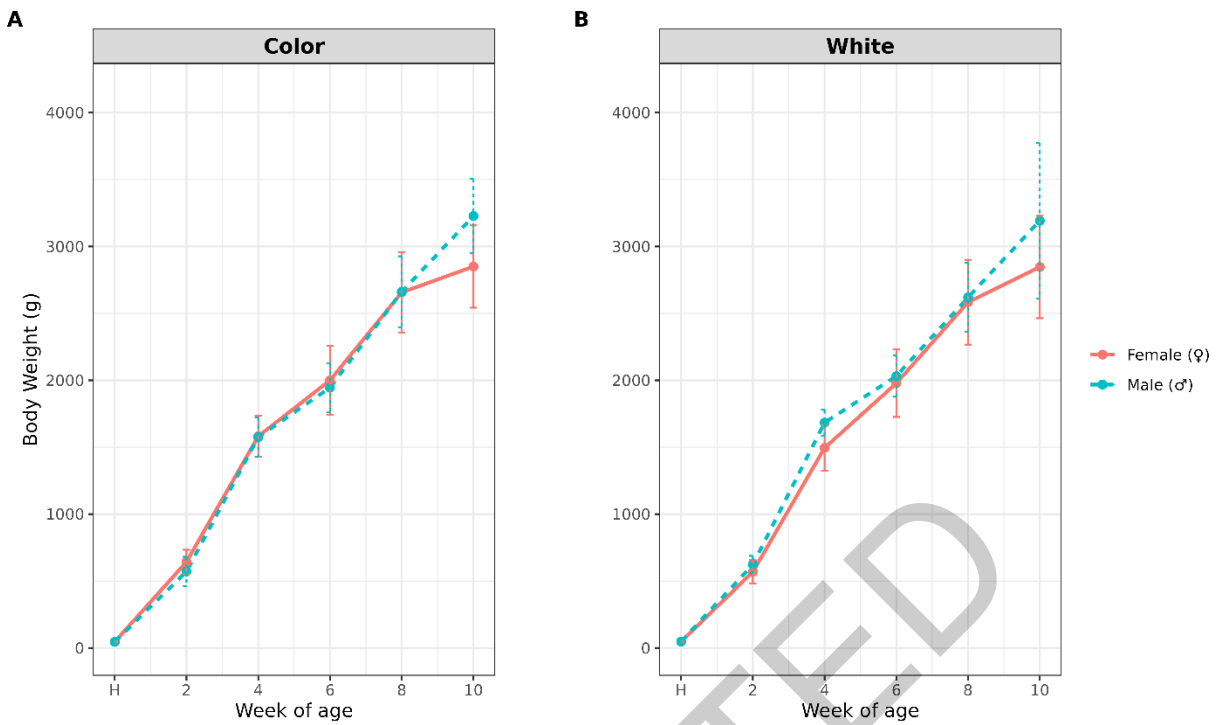 A
B
Color
White
4000
3000
2000
1000
0
Body Weight (g)
H 2 4 6 8 10
Week of age
4000
3000
2000
1000
0
H 2 4 6 8 10
Week of age
Female (♀)
Male (♂)
TED